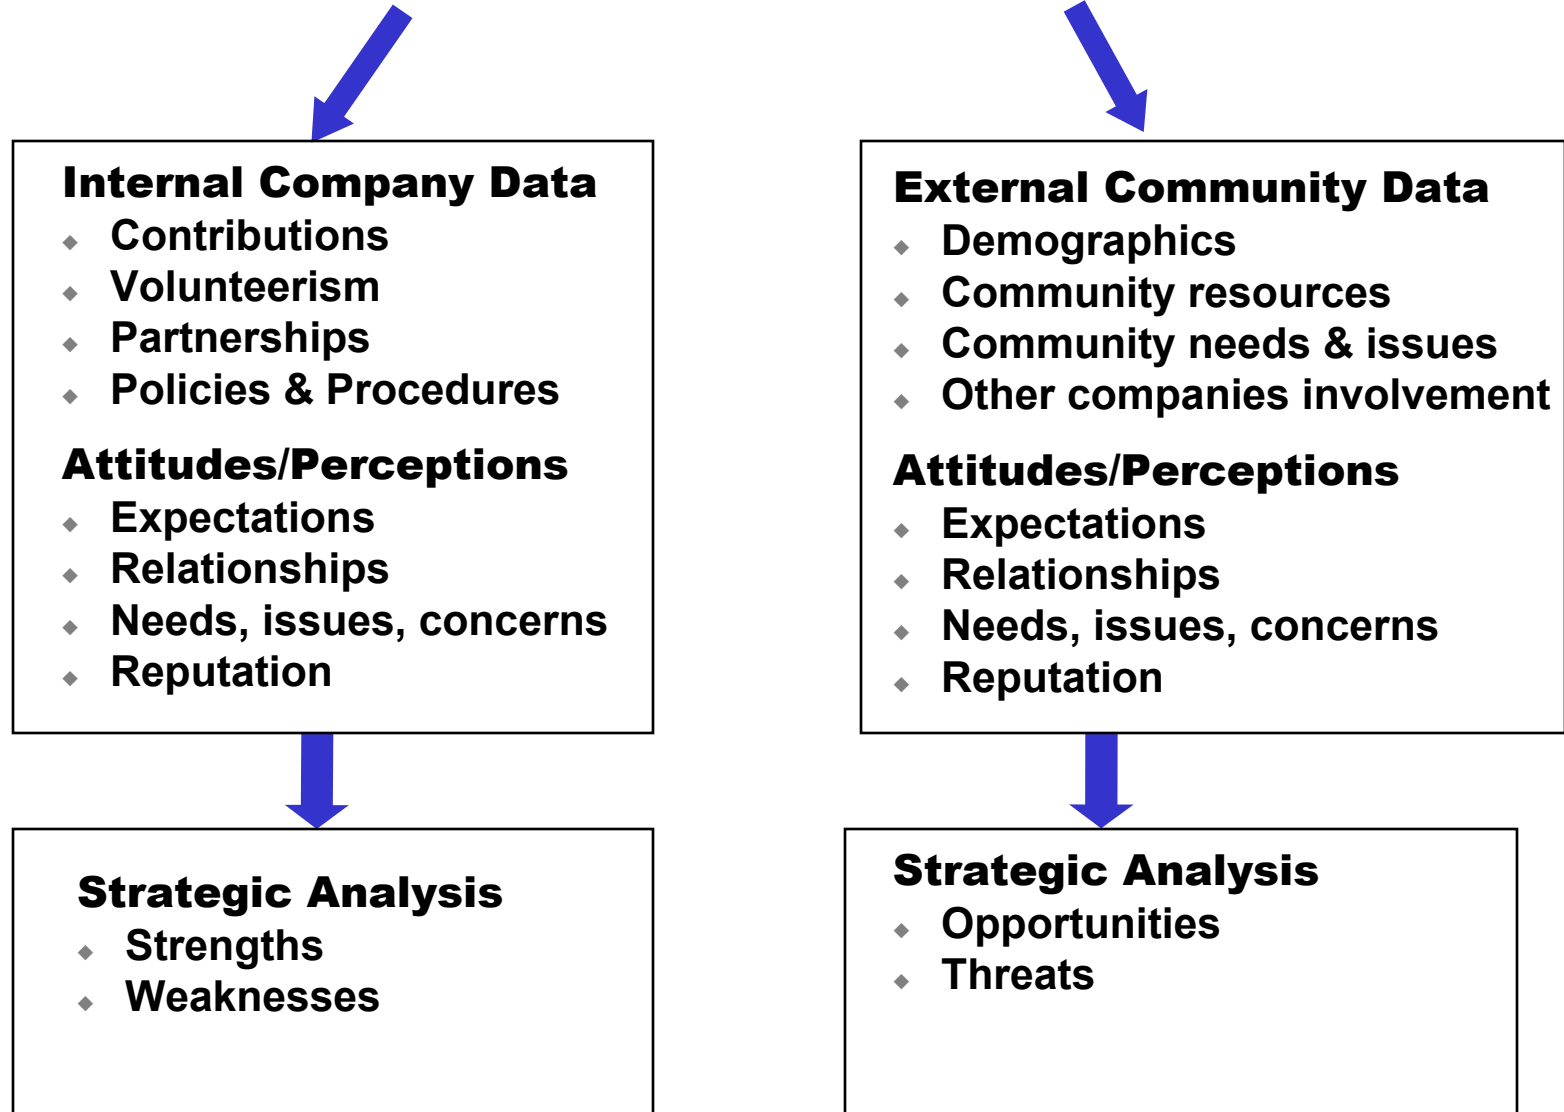 Internal Company Data
Contributions
Volunteerism
Partnerships
Policies & Procedures
Attitudes/Perceptions
Expectations
Relationships
Needs, issues, concerns
Reputation
External Community Data
Demographics
Community resources
Community needs & issues
Other companies involvement
Attitudes/Perceptions
Expectations
Relationships
Needs, issues, concerns
Reputation
Strategic Analysis
Strengths
Weaknesses
Strategic Analysis
Opportunities
Threats